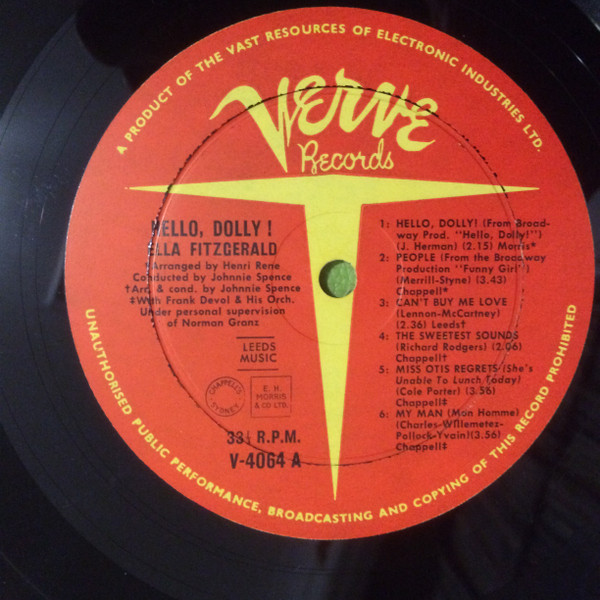 A PRODUCT OF THE VAST RESOURCES OF ELECTRONIC INDUSTRIES LTD.
Verve
Records
HELLO, DOLLY!
ELLA FITZGERALD
*Arranged by Henri Rene
Conducted by Johnnie Spence
†Arr. & cond. by Johnnie Spence
‡With Frank Devol & His Orch.
Under personal supervision
of Norman Granz
LEEDS
MUSIC
CHAPPELL'S
SYDNEY
E. H.
MORRIS
& CO LTD.
33⅓ R.P.M.
V-4064 A
1: HELLO, DOLLY! (From Broad-
way Prod. "Hello, Dolly!")
(J. Herman) (2.15) Morris*
2: PEOPLE (From the Broadway
Production "Funny Girl")
(Merrill-Styne) (3.43)
Chappell*
3: CAN'T BUY ME LOVE
(Lennon-McCartney)
(2.36) Leeds†
4: THE SWEETEST SOUNDS
(Richard Rodgers) (2.06)
Chappell†
5: MISS OTIS REGRETS (She's
Unable To Lunch Today)
(Cole Porter) (3.56)
Chappell‡
6: MY MAN (Mon Homme)
(Charles-Willemetez-
Pollock-Yvain) (3.56)
Chappell‡
UNAUTHORISED PUBLIC PERFORMANCE, BROADCASTING AND COPYING OF THIS RECORD PROHIBITED